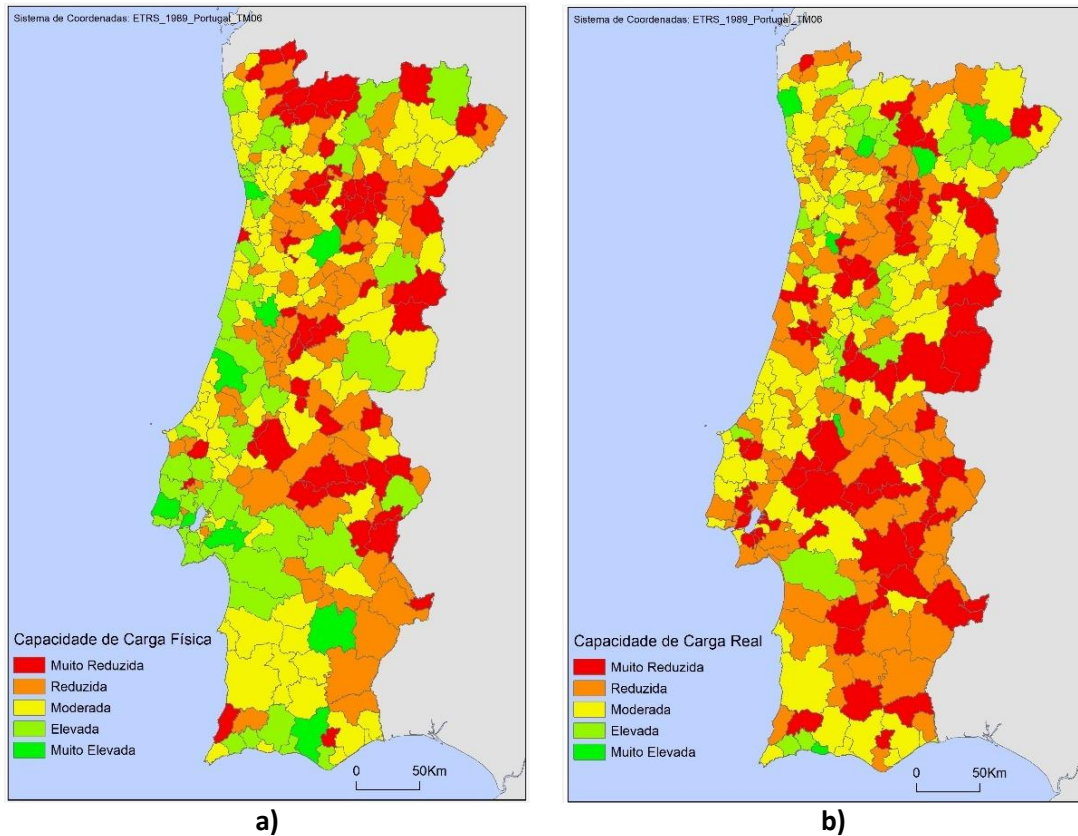 Sistema de Coordenadas: ETRS_1989_Portugal_TM06
Capacidade de Carga Física
Muito Reduzida
Reduzida
Moderada
Elevada
Muito Elevada
0 50Km
a)
Sistema de Coordenadas: ETRS_1989_Portugal_TM06
Capacidade de Carga Real
Muito Reduzida
Reduzida
Moderada
Elevada
Muito Elevada
0 50Km
b)